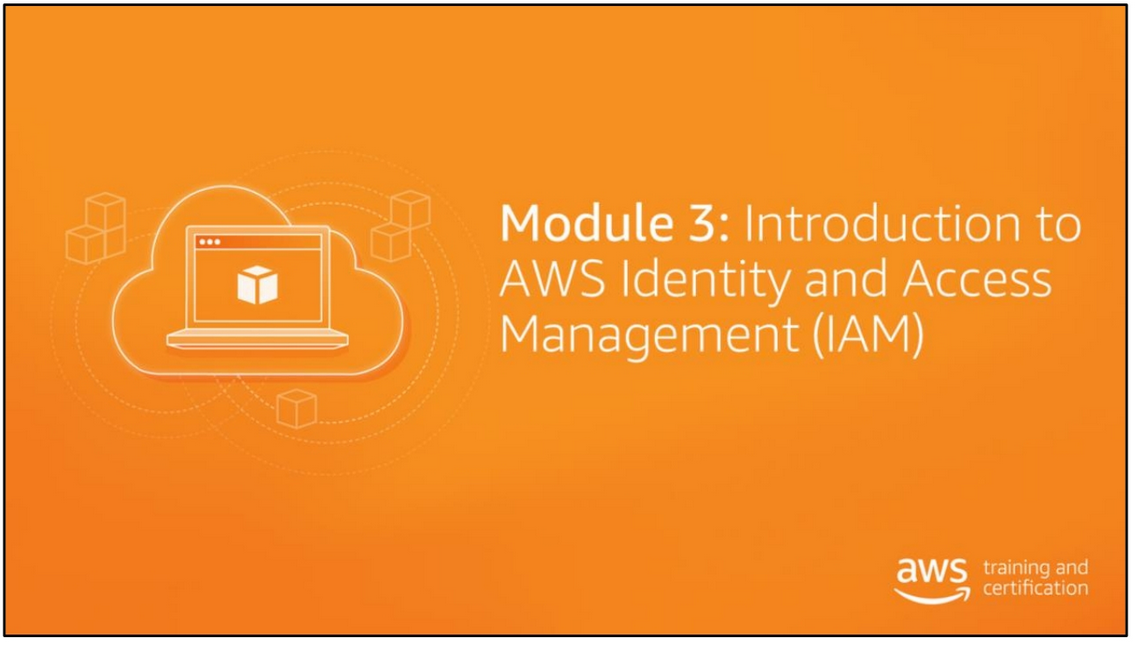 Module 3: Introduction to
AWS Identity and Access
Management (IAM)
aws training and
certification